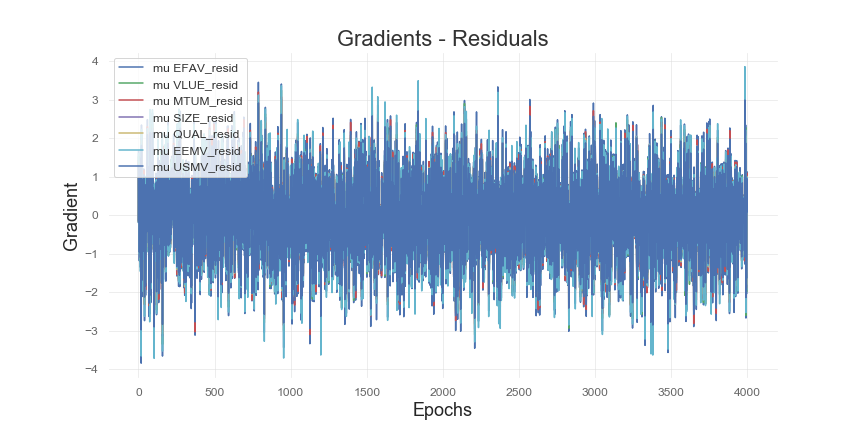 Gradients - Residuals
mu EFAV_resid
mu VLUE_resid
mu MTUM_resid
mu SIZE_resid
mu QUAL_resid
mu EEMV_resid
mu USMV_resid
4
3
2
1
0
−1
−2
−3
−4
Gradient
0 500 1000 1500 2000 2500 3000 3500 4000
Epochs